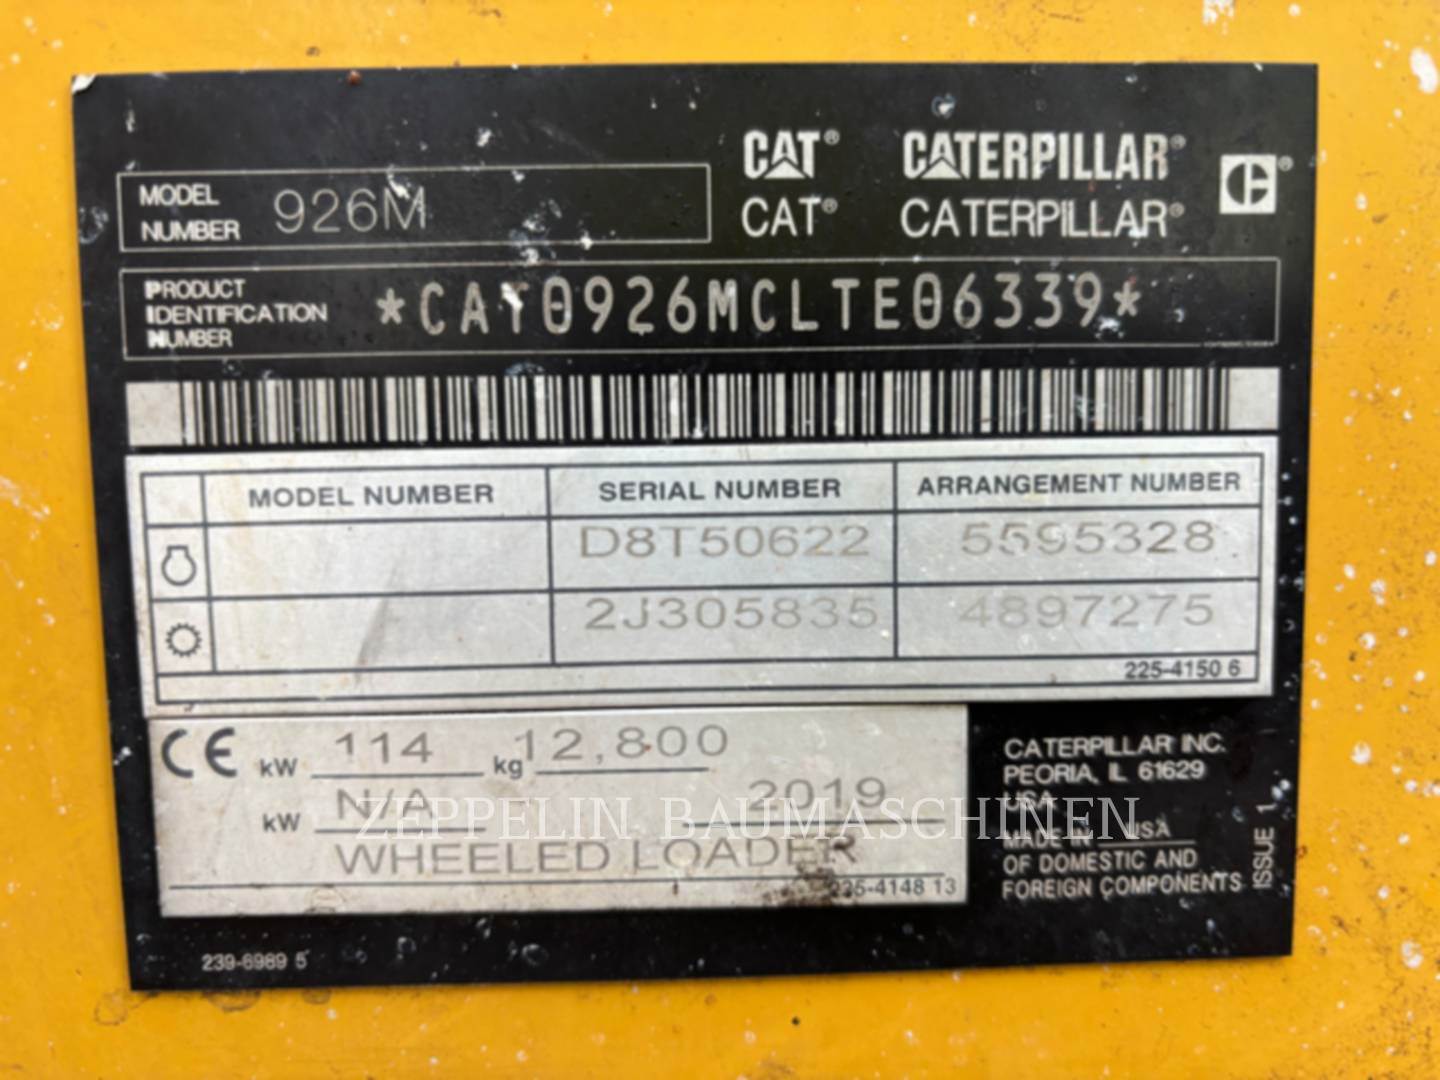 CAT® CATERPILLAR®
MODEL NUMBER 926M
CAT® CATERPILLAR®
PRODUCT IDENTIFICATION NUMBER *CAT0926MCLTE06339*
MODEL NUMBER SERIAL NUMBER ARRANGEMENT NUMBER
D8T50622 5595328
2J305835 4897275
225-4150 6
CE kW 114 kg 12,800
kW N/A 2019
WHEELED LOADER
225-4148 13
CATERPILLAR INC.
PEORIA, IL 61629
USA
MADE IN USA
OF DOMESTIC AND
FOREIGN COMPONENTS
ISSUE 1
239-6989 5
ZEPPELIN BAUMASCHINEN